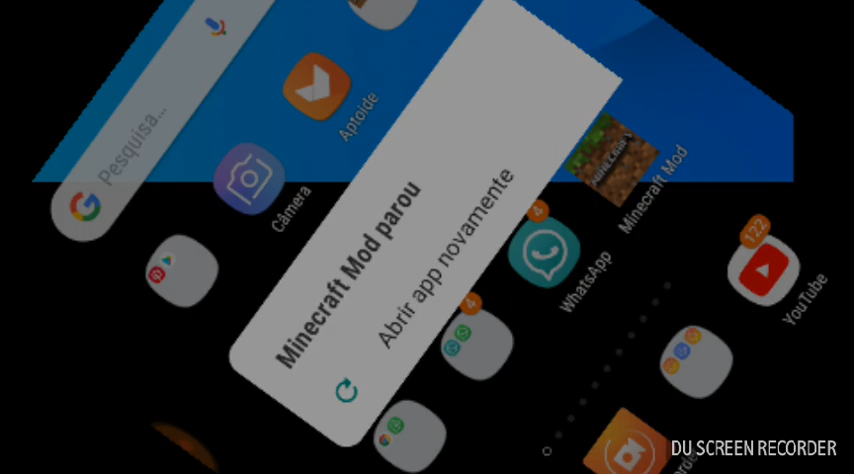 Pesquisa...
Aptoide
Câmera
Minecraft Mod parou
Abrir app novamente
4
MINECRAFT
Minecraft Mod
4
WhatsApp
122
YouTube
DU SCREEN RECORDER